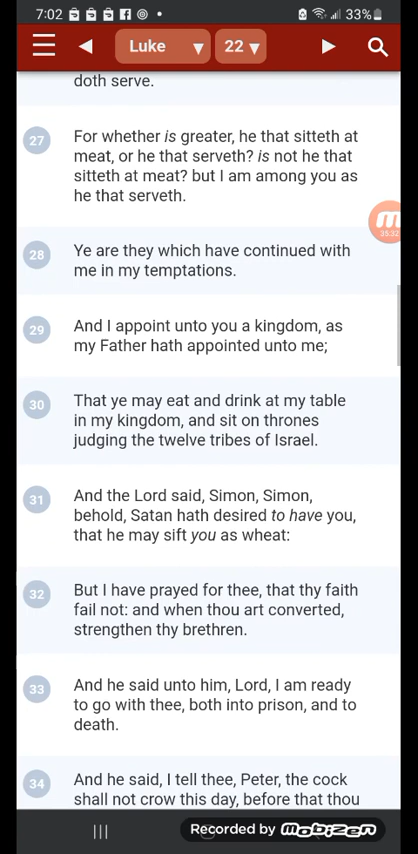 7:02 33%
Luke 22
doth serve.
27 For whether is greater, he that sitteth at
meat, or he that serveth? is not he that
sitteth at meat? but I am among you as
he that serveth.
35:32
28 Ye are they which have continued with
me in my temptations.
29 And I appoint unto you a kingdom, as
my Father hath appointed unto me;
30 That ye may eat and drink at my table
in my kingdom, and sit on thrones
judging the twelve tribes of Israel.
31 And the Lord said, Simon, Simon,
behold, Satan hath desired to have you,
that he may sift you as wheat:
32 But I have prayed for thee, that thy faith
fail not: and when thou art converted,
strengthen thy brethren.
33 And he said unto him, Lord, I am ready
to go with thee, both into prison, and to
death.
34 And he said, I tell thee, Peter, the cock
shall not crow this day, before that thou
Recorded by mobizen